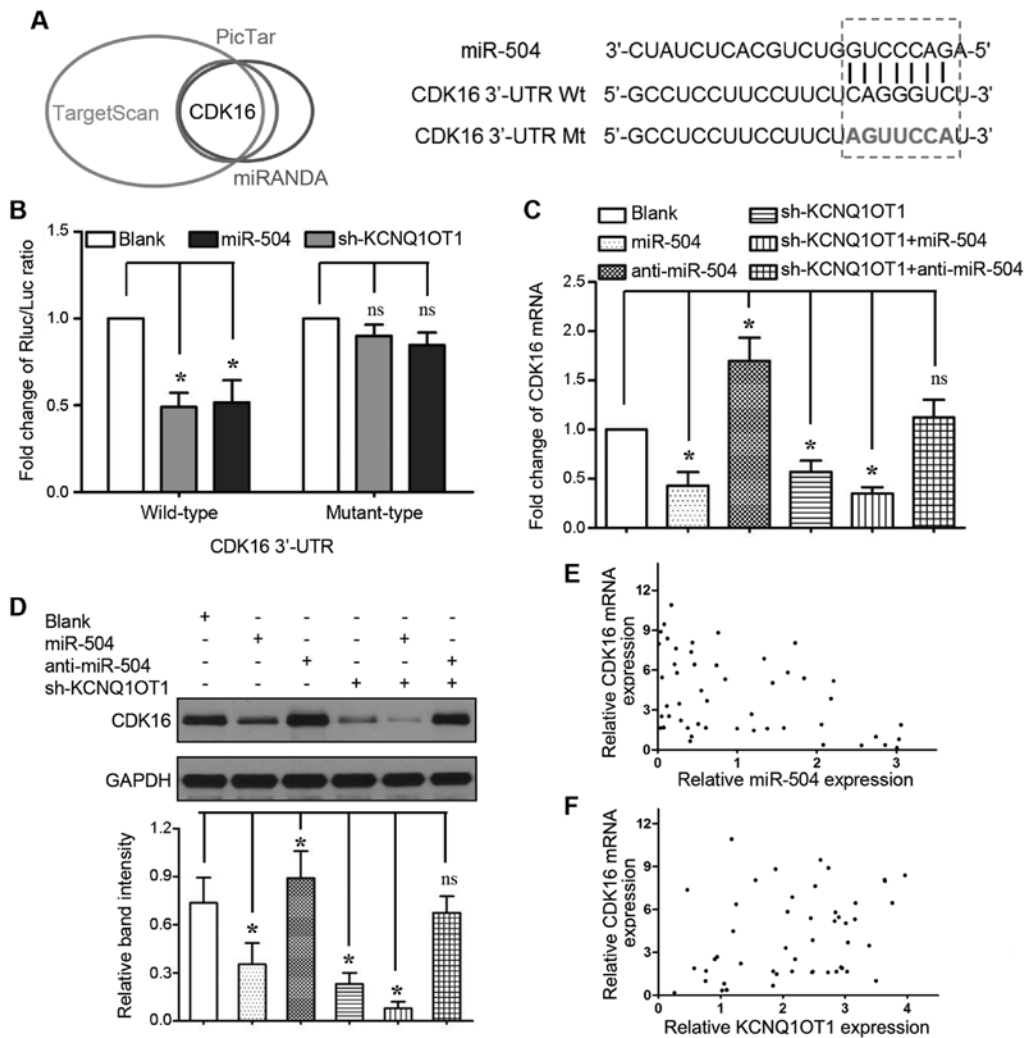 A
PicTar
TargetScan
CDK16
miRANDA
miR-504 3'-CUAUCUCACGUCUGGUCCCAGA-5'
CDK16 3'-UTR Wt 5'-GCCUCCUUCCUUCUCAGGGUCU-3'
CDK16 3'-UTR Mt 5'-GCCUCCUUCCUUCUAGUUCCAU-3'
B
Blank miR-504 sh-KCNQ1OT1
Fold change of Rluc/Luc ratio
1.5
1.0
0.5
0.0
* *
ns ns
Wild-type Mutant-type
CDK16 3'-UTR
C
Blank sh-KCNQ1OT1
miR-504 sh-KCNQ1OT1+miR-504
anti-miR-504 sh-KCNQ1OT1+anti-miR-504
Fold change of CDK16 mRNA
2.5
2.0
1.5
1.0
0.5
0.0
* * * * ns
D
Blank + - - - - -
miR-504 - + - - + -
anti-miR-504 - - + - - +
sh-KCNQ1OT1 - - - + + +
CDK16
GAPDH
Relative band intensity
1.2
0.9
0.6
0.3
0.0
* * * * ns
E
Relative CDK16 mRNA
expression
12
9
6
3
0
0 1 2 3
Relative miR-504 expression
F
Relative CDK16 mRNA
expression
12
9
6
3
0
0 1 2 3 4
Relative KCNQ1OT1 expression